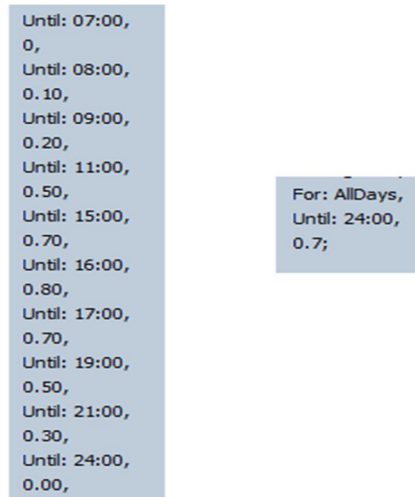 Until: 07:00,
0,
Until: 08:00,
0.10,
Until: 09:00,
0.20,
Until: 11:00,
0.50,
Until: 15:00,
0.70,
Until: 16:00,
0.80,
Until: 17:00,
0.70,
Until: 19:00,
0.50,
Until: 21:00,
0.30,
Until: 24:00,
0.00,
For: AllDays,
Until: 24:00,
0.7;